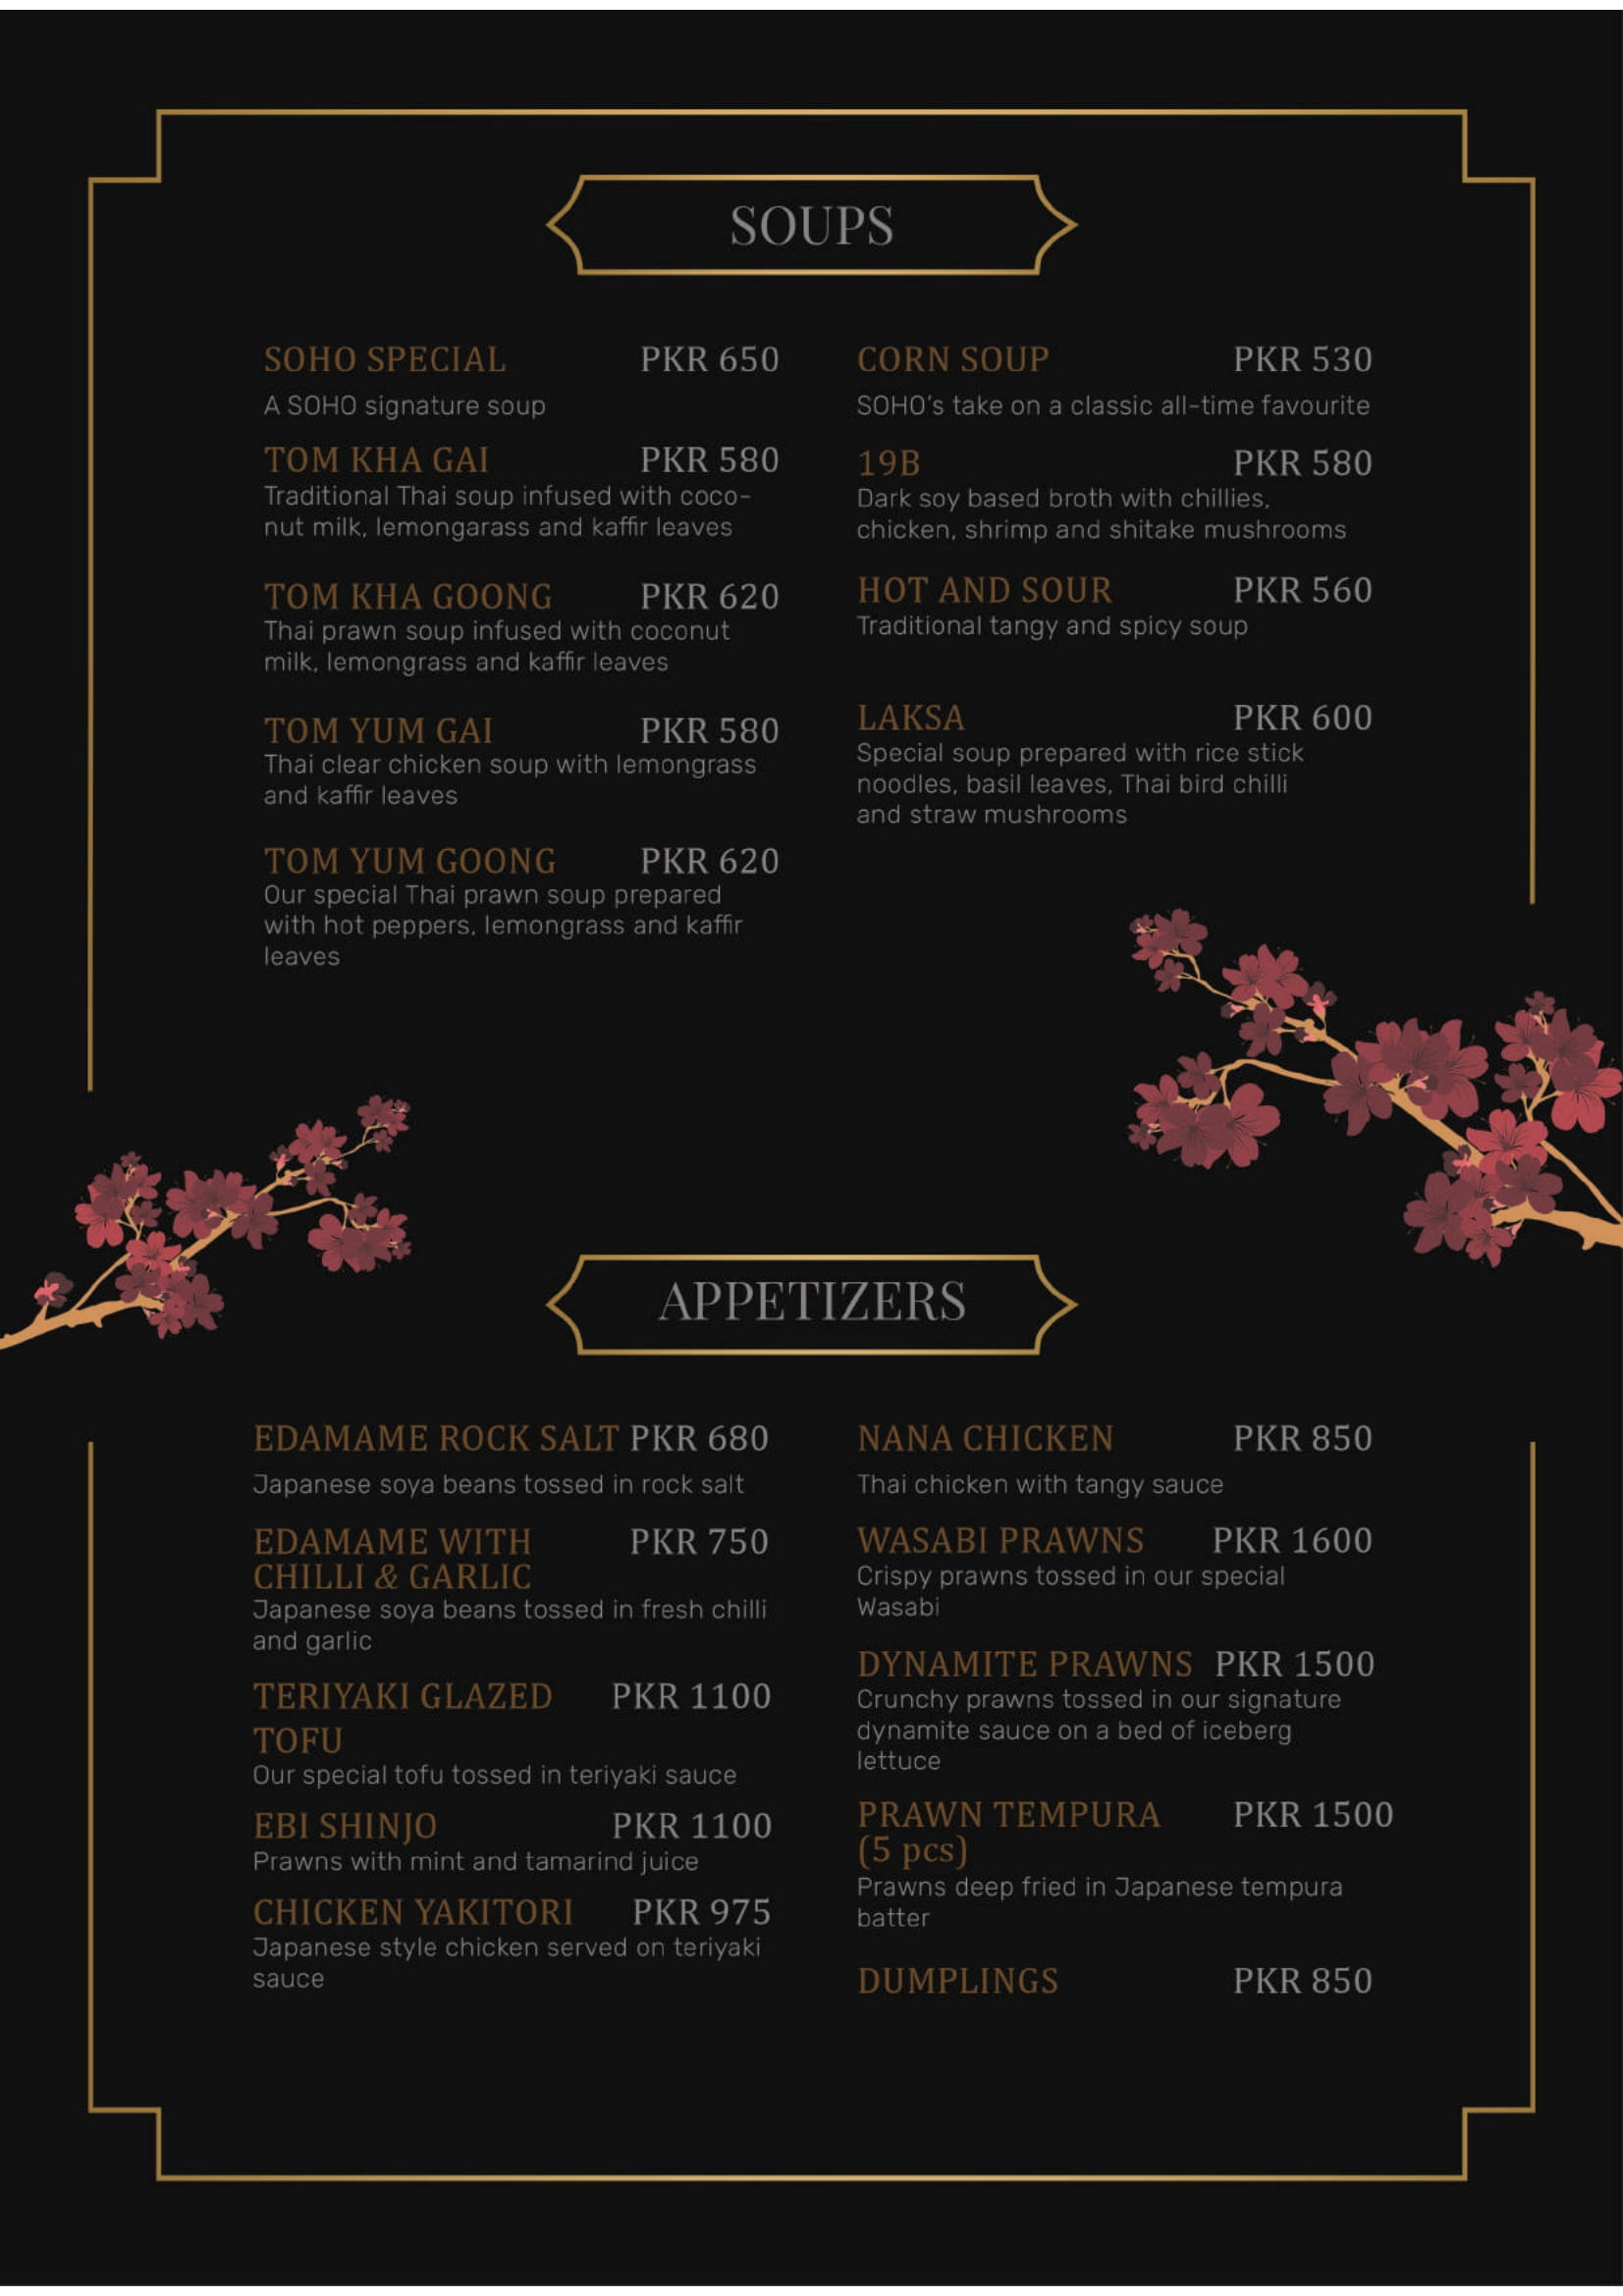 SOUPS
SOHO SPECIAL PKR 650
A SOHO signature soup
TOM KHA GAI PKR 580
Traditional Thai soup infused with coco-
nut milk, lemongarass and kaffir leaves
TOM KHA GOONG PKR 620
Thai prawn soup infused with coconut
milk, lemongrass and kaffir leaves
TOM YUM GAI PKR 580
Thai clear chicken soup with lemongrass
and kaffir leaves
TOM YUM GOONG PKR 620
Our special Thai prawn soup prepared
with hot peppers, lemongrass and kaffir
leaves
CORN SOUP PKR 530
SOHO's take on a classic all-time favourite
19B PKR 580
Dark soy based broth with chillies,
chicken, shrimp and shitake mushrooms
HOT AND SOUR PKR 560
Traditional tangy and spicy soup
LAKSA PKR 600
Special soup prepared with rice stick
noodles, basil leaves, Thai bird chilli
and straw mushrooms
APPETIZERS
EDAMAME ROCK SALT PKR 680
Japanese soya beans tossed in rock salt
EDAMAME WITH PKR 750
CHILLI & GARLIC
Japanese soya beans tossed in fresh chilli
and garlic
TERIYAKI GLAZED PKR 1100
TOFU
Our special tofu tossed in teriyaki sauce
EBI SHINJO PKR 1100
Prawns with mint and tamarind juice
CHICKEN YAKITORI PKR 975
Japanese style chicken served on teriyaki
sauce
NANA CHICKEN PKR 850
Thai chicken with tangy sauce
WASABI PRAWNS PKR 1600
Crispy prawns tossed in our special
Wasabi
DYNAMITE PRAWNS PKR 1500
Crunchy prawns tossed in our signature
dynamite sauce on a bed of iceberg
lettuce
PRAWN TEMPURA PKR 1500
(5 pcs)
Prawns deep fried in Japanese tempura
batter
DUMPLINGS PKR 850